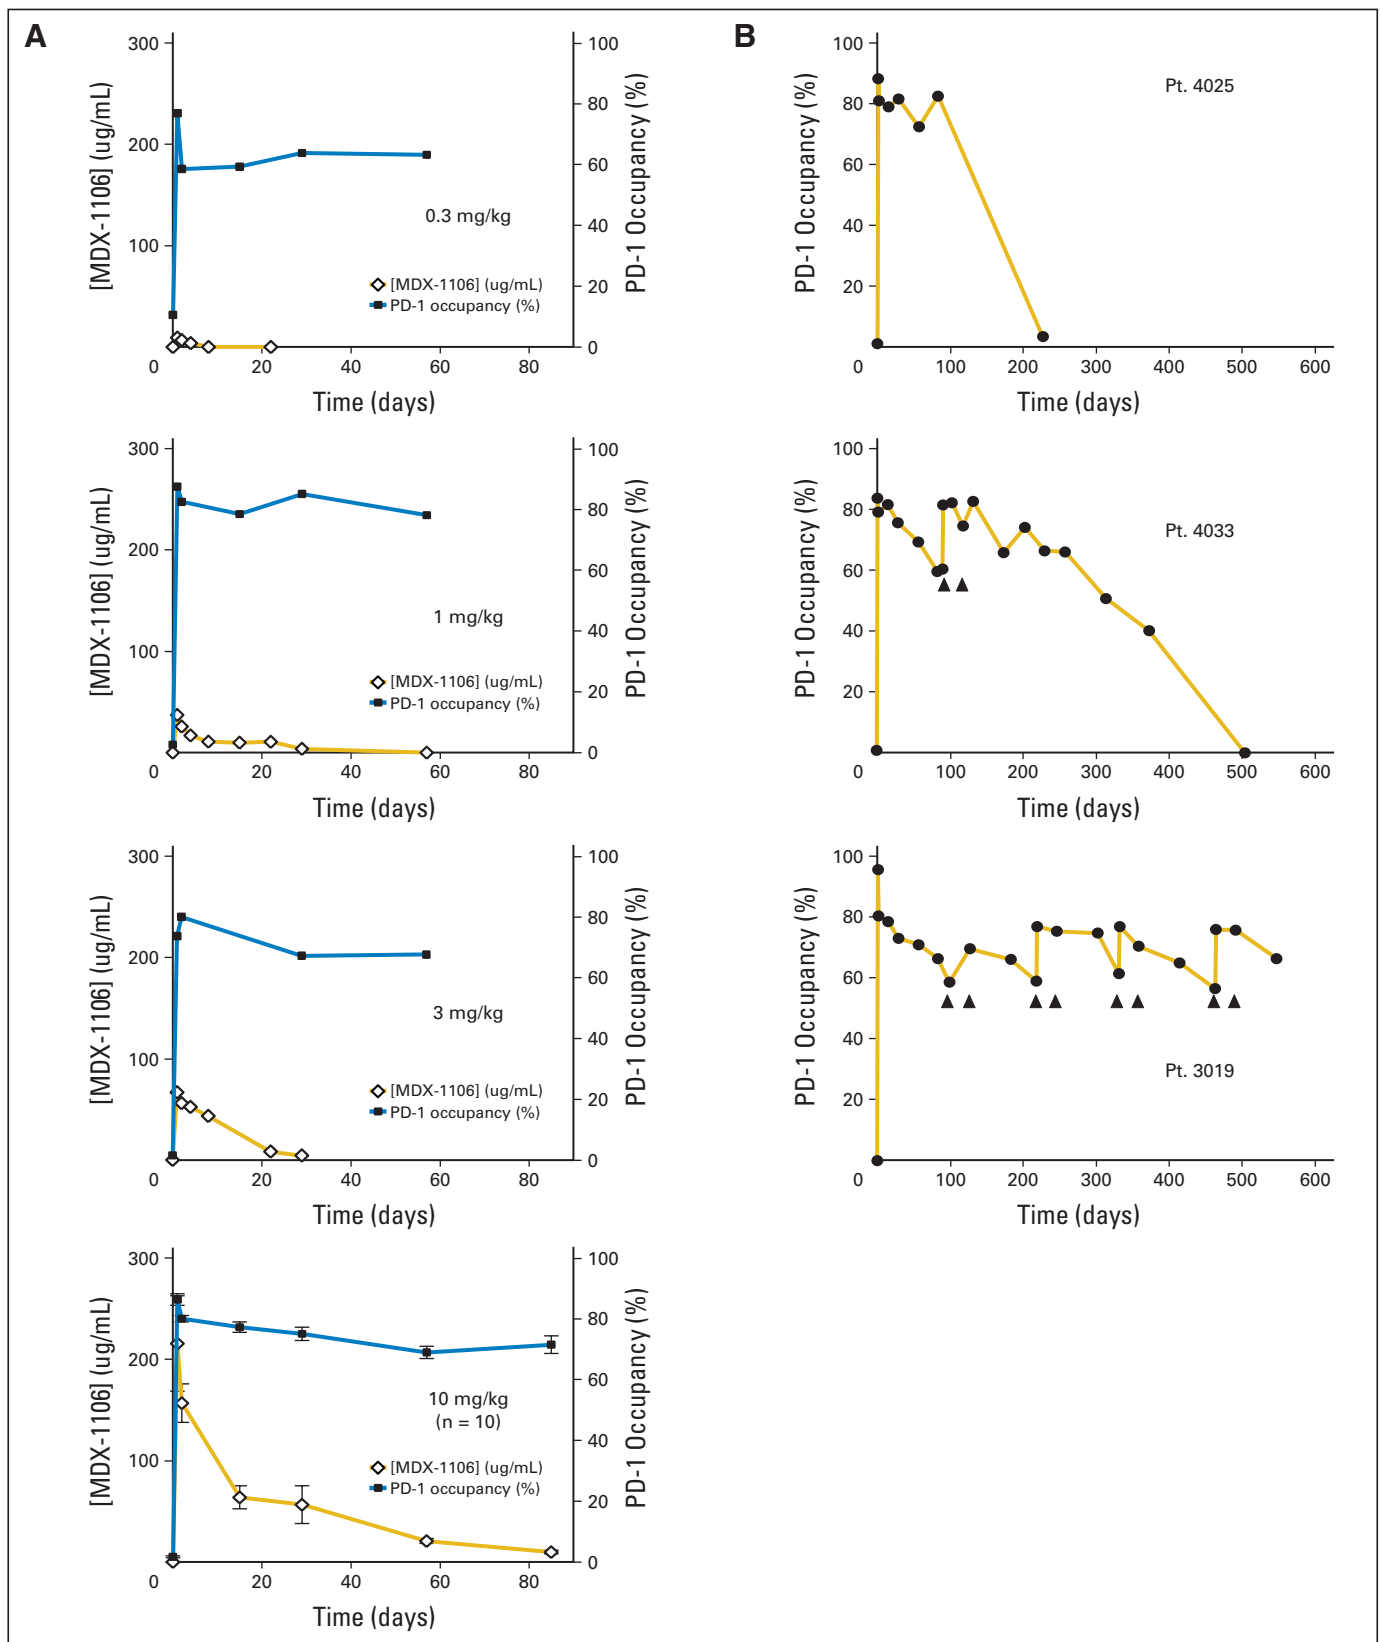 A
300
200
100
[MDX-1106] (ug/mL)
100
80
60
40
20
0
PD-1 Occupancy (%)
0.3 mg/kg
[MDX-1106] (ug/mL)
PD-1 occupancy (%)
0 20 40 60 80
Time (days)
300
200
100
[MDX-1106] (ug/mL)
100
80
60
40
20
0
PD-1 Occupancy (%)
1 mg/kg
[MDX-1106] (ug/mL)
PD-1 occupancy (%)
0 20 40 60 80
Time (days)
300
200
100
[MDX-1106] (ug/mL)
100
80
60
40
20
0
PD-1 Occupancy (%)
3 mg/kg
[MDX-1106] (ug/mL)
PD-1 occupancy (%)
0 20 40 60 80
Time (days)
300
200
100
[MDX-1106] (ug/mL)
100
80
60
40
20
0
PD-1 Occupancy (%)
10 mg/kg
(n = 10)
[MDX-1106] (ug/mL)
PD-1 occupancy (%)
0 20 40 60 80
Time (days)
B
100
80
60
40
20
PD-1 Occupancy (%)
Pt. 4025
0 100 200 300 400 500 600
Time (days)
100
80
60
40
20
PD-1 Occupancy (%)
Pt. 4033
0 100 200 300 400 500 600
Time (days)
100
80
60
40
20
PD-1 Occupancy (%)
Pt. 3019
0 100 200 300 400 500 600
Time (days)